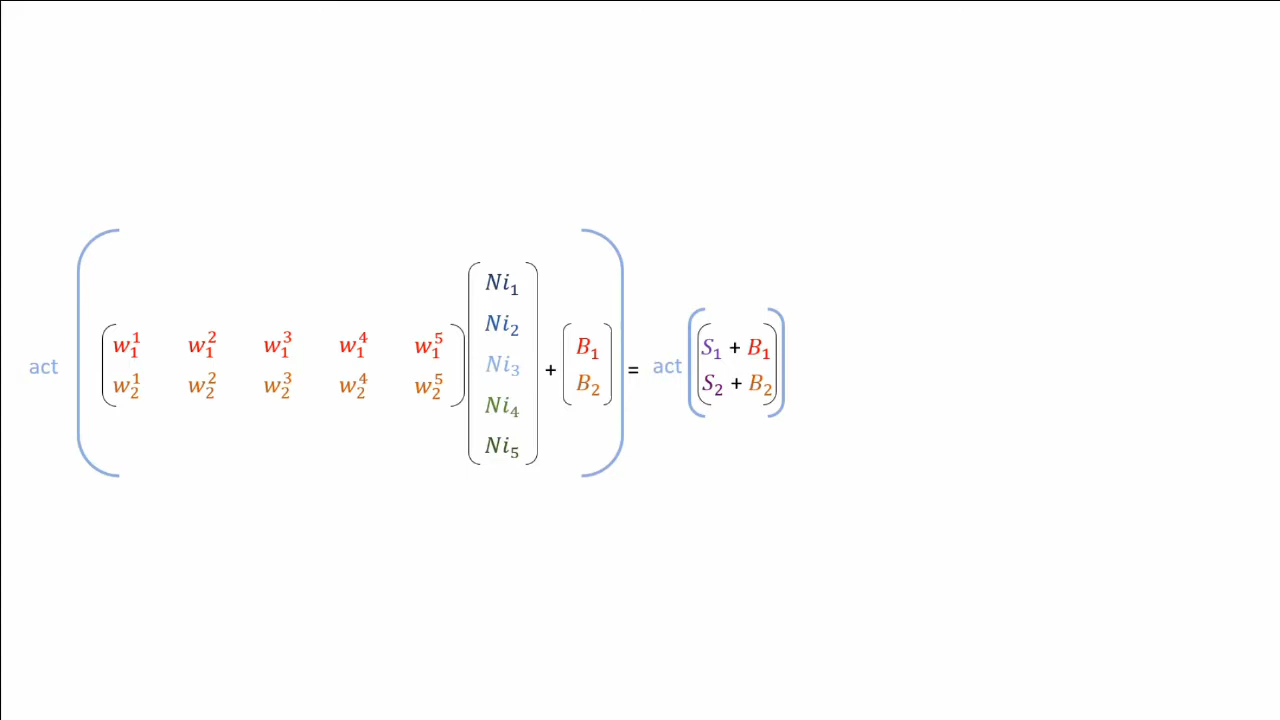 act ( ( w₁¹ w₁² w₁³ w₁⁴ w₁⁵ ; w₂¹ w₂² w₂³ w₂⁴ w₂⁵ ) ( Ni₁ ; Ni₂ ; Ni₃ ; Ni₄ ; Ni₅ ) + ( B₁ ; B₂ ) ) = act ( ( S₁ + B₁ ; S₂ + B₂ ) )